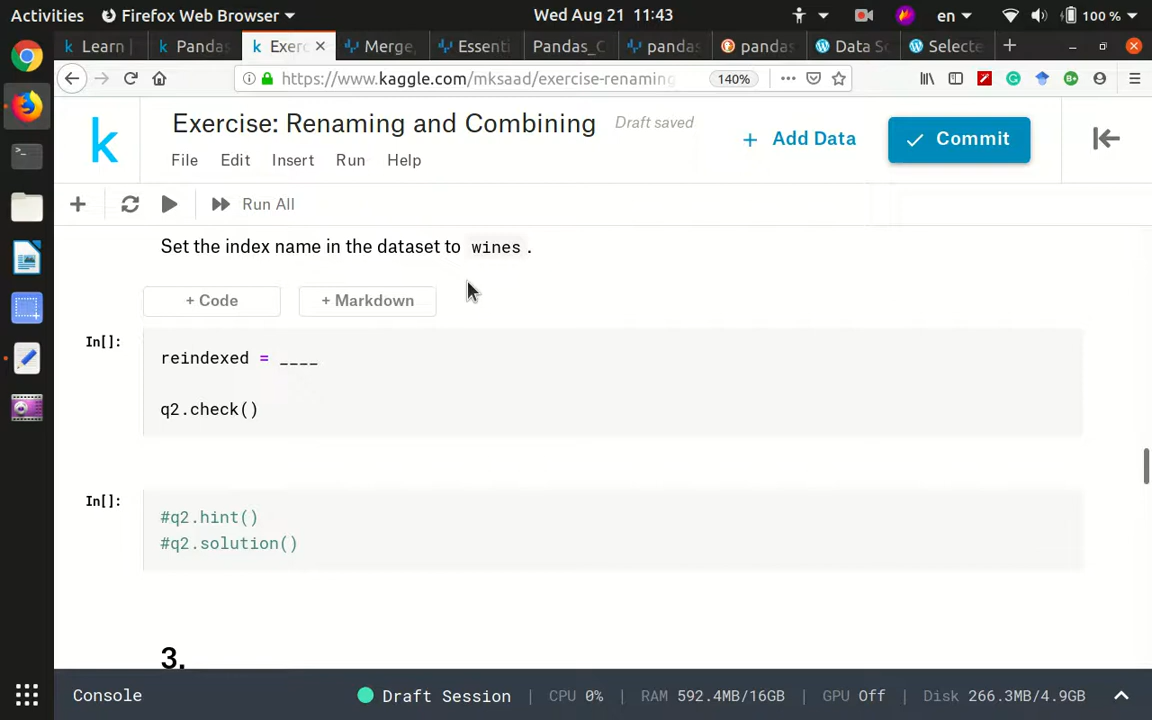 Activities Firefox Web Browser Wed Aug 21 11:43 en 100 %
Learn Pandas Exerc Merge, Essenti Pandas_C pandas pandas Data Sc Selecte
https://www.kaggle.com/mksaad/exercise-renaming 140%
k Exercise: Renaming and Combining Draft saved
+ Add Data Commit
File Edit Insert Run Help
Run All
Set the index name in the dataset to wines.
+ Code + Markdown
In[]:
reindexed = ____
q2.check()
In[]:
#q2.hint()
#q2.solution()
3.
Console Draft Session | CPU 0% | RAM 592.4MB/16GB | GPU Off | Disk 266.3MB/4.9GB